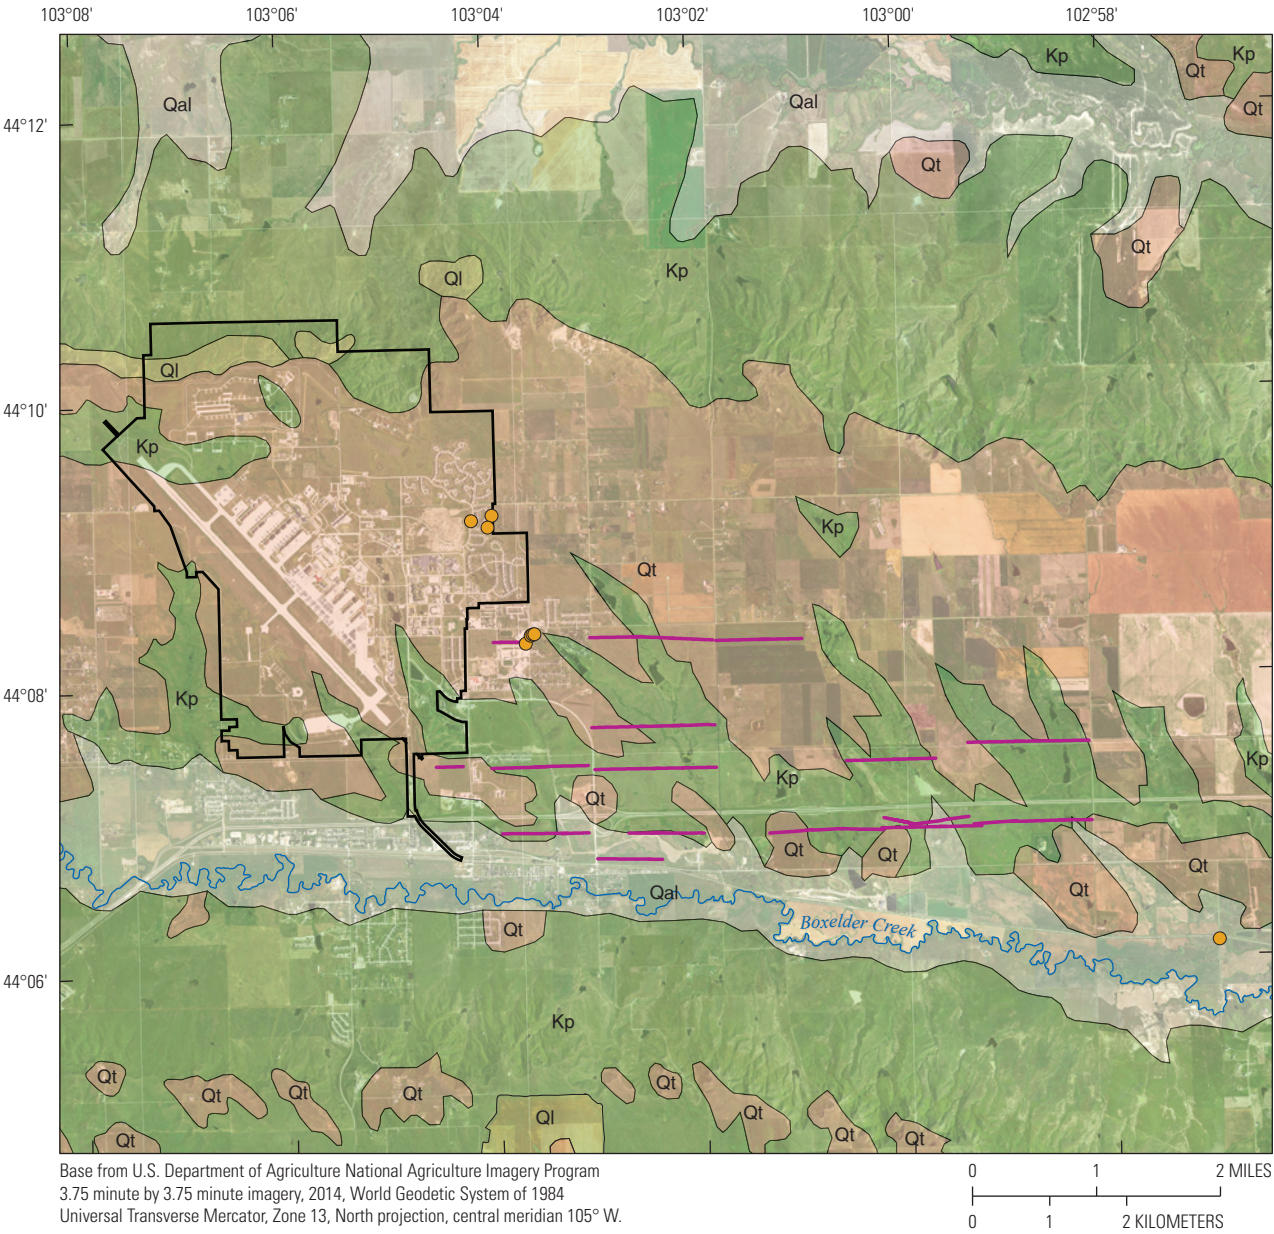 103°08' 103°06' 103°04' 103°02' 103°00' 102°58'
Kp
Kp
Qt
Qal
Qal
Qt
44°12'
Qt
Qt
Kp
Ql
Ql
44°10'
Kp
Kp
Qt
44°08'
Kp
Kp
Kp
Qt
Qt
Qt
Qt
Qt
Qal
Boxelder Creek
Qt
44°06'
Kp
Qt
Qt
Qt
Qt
Qt
Qt
Ql
Qt
Qt
Qt
Base from U.S. Department of Agriculture National Agriculture Imagery Program
3.75 minute by 3.75 minute imagery, 2014, World Geodetic System of 1984
Universal Transverse Mercator, Zone 13, North projection, central meridian 105° W.
0 1 2 MILES
0 1 2 KILOMETERS